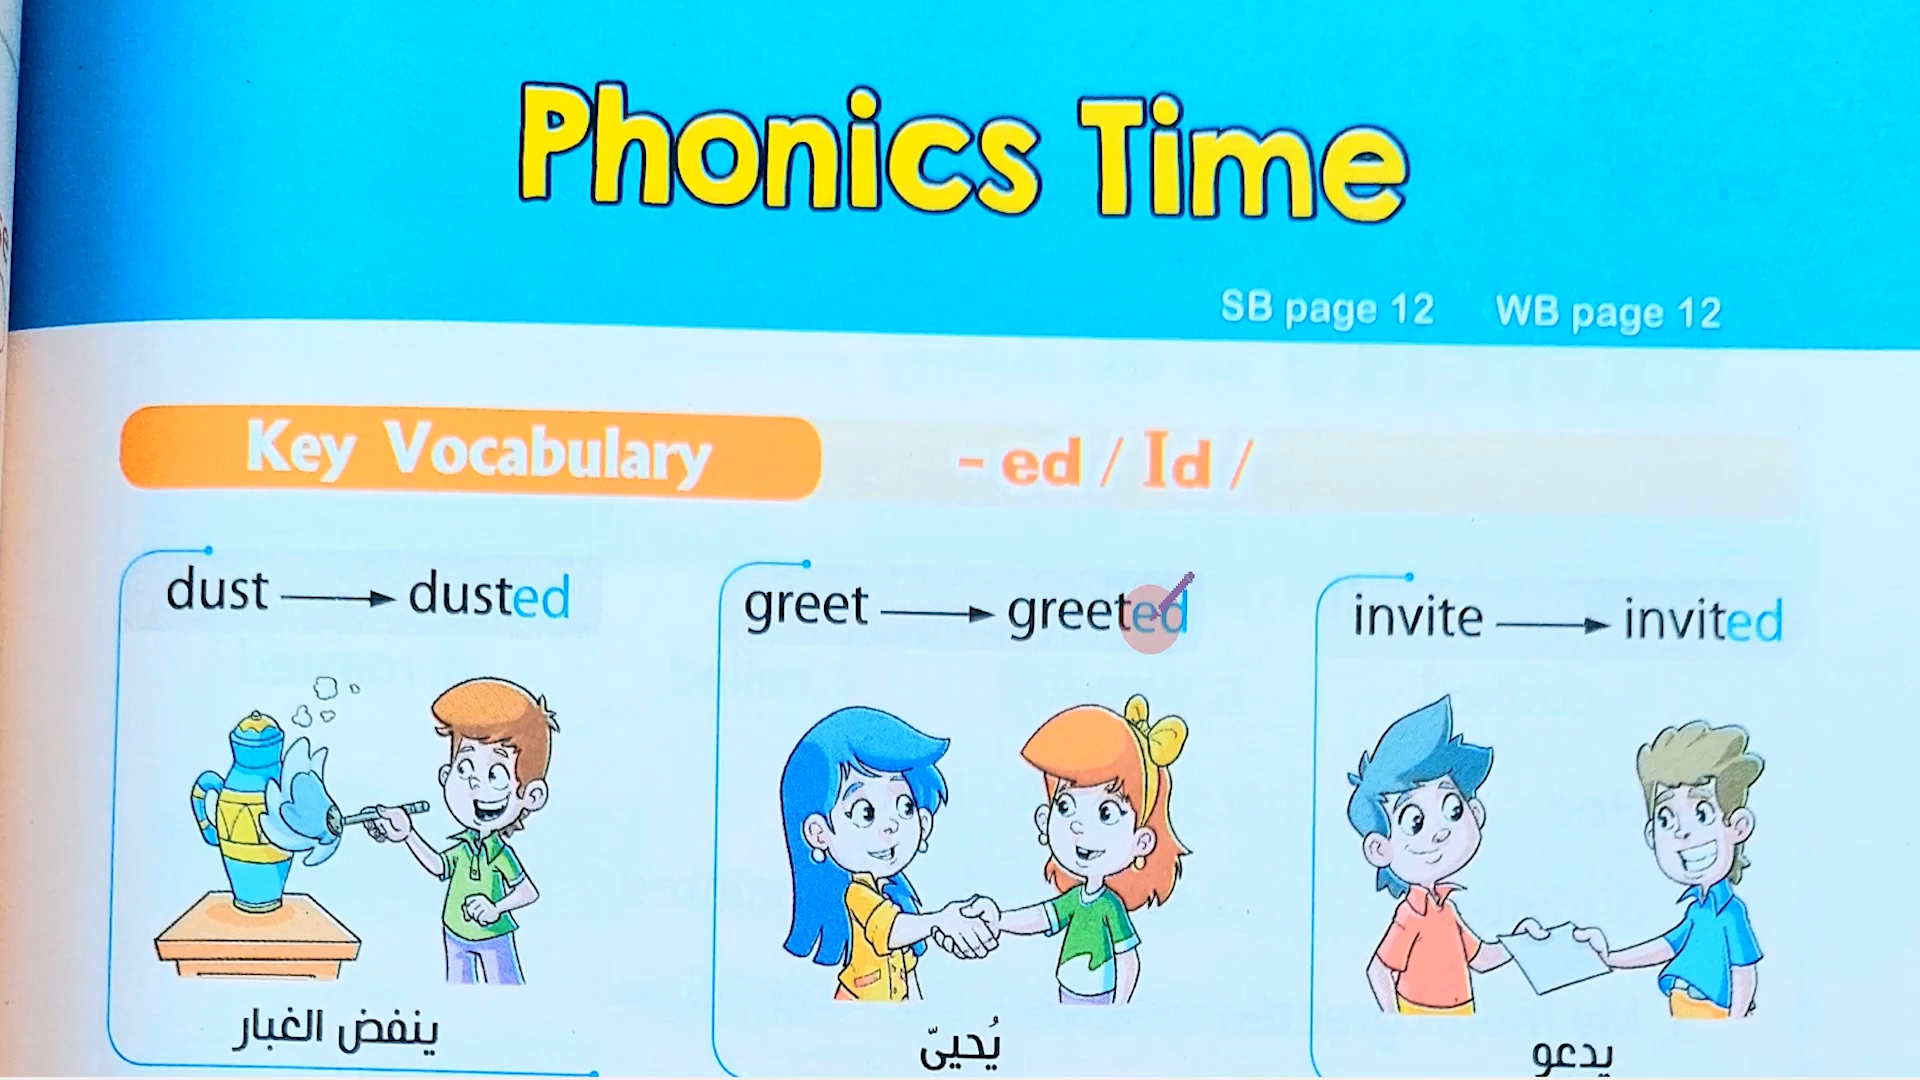 Phonics Time
SB page 12 WB page 12
Key Vocabulary - ed / Id /
dust → dusted
greet → greeted
invite → invited
ينفض الغبار
يُحيىّ
يدعو